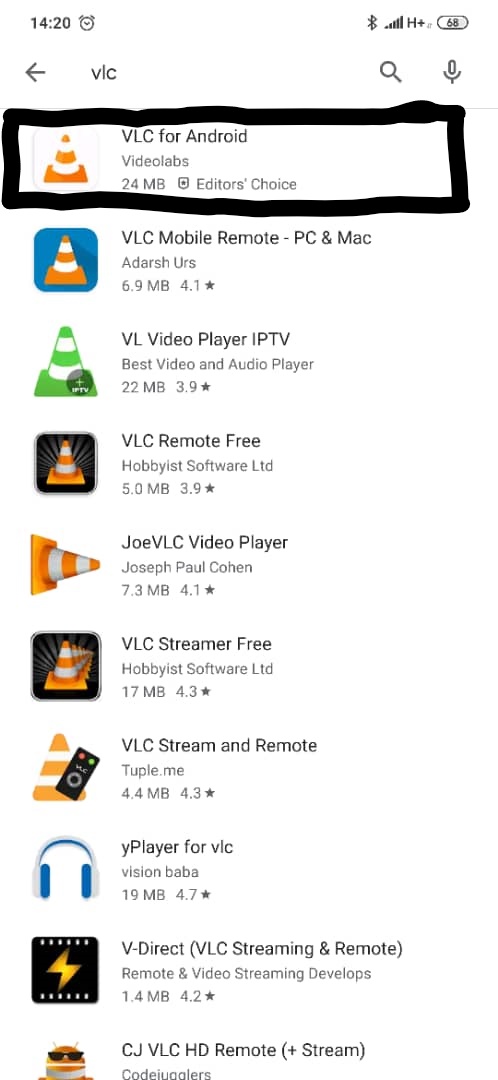 14:20 H+ 68
vlc
VLC for Android
Videolabs
24 MB Editors' Choice
VLC Mobile Remote - PC & Mac
Adarsh Urs
6.9 MB 4.1★
VL Video Player IPTV
Best Video and Audio Player
22 MB 3.9★
IPTV
VLC Remote Free
Hobbyist Software Ltd
5.0 MB 3.9★
JoeVLC Video Player
Joseph Paul Cohen
7.3 MB 4.1★
VLC Streamer Free
Hobbyist Software Ltd
17 MB 4.3★
VLC Stream and Remote
Tuple.me
4.4 MB 4.3★
VLC
yPlayer for vlc
vision baba
19 MB 4.7★
V-Direct (VLC Streaming & Remote)
Remote & Video Streaming Develops
1.4 MB 4.2★
CJ VLC HD Remote (+ Stream)
Codejugglers